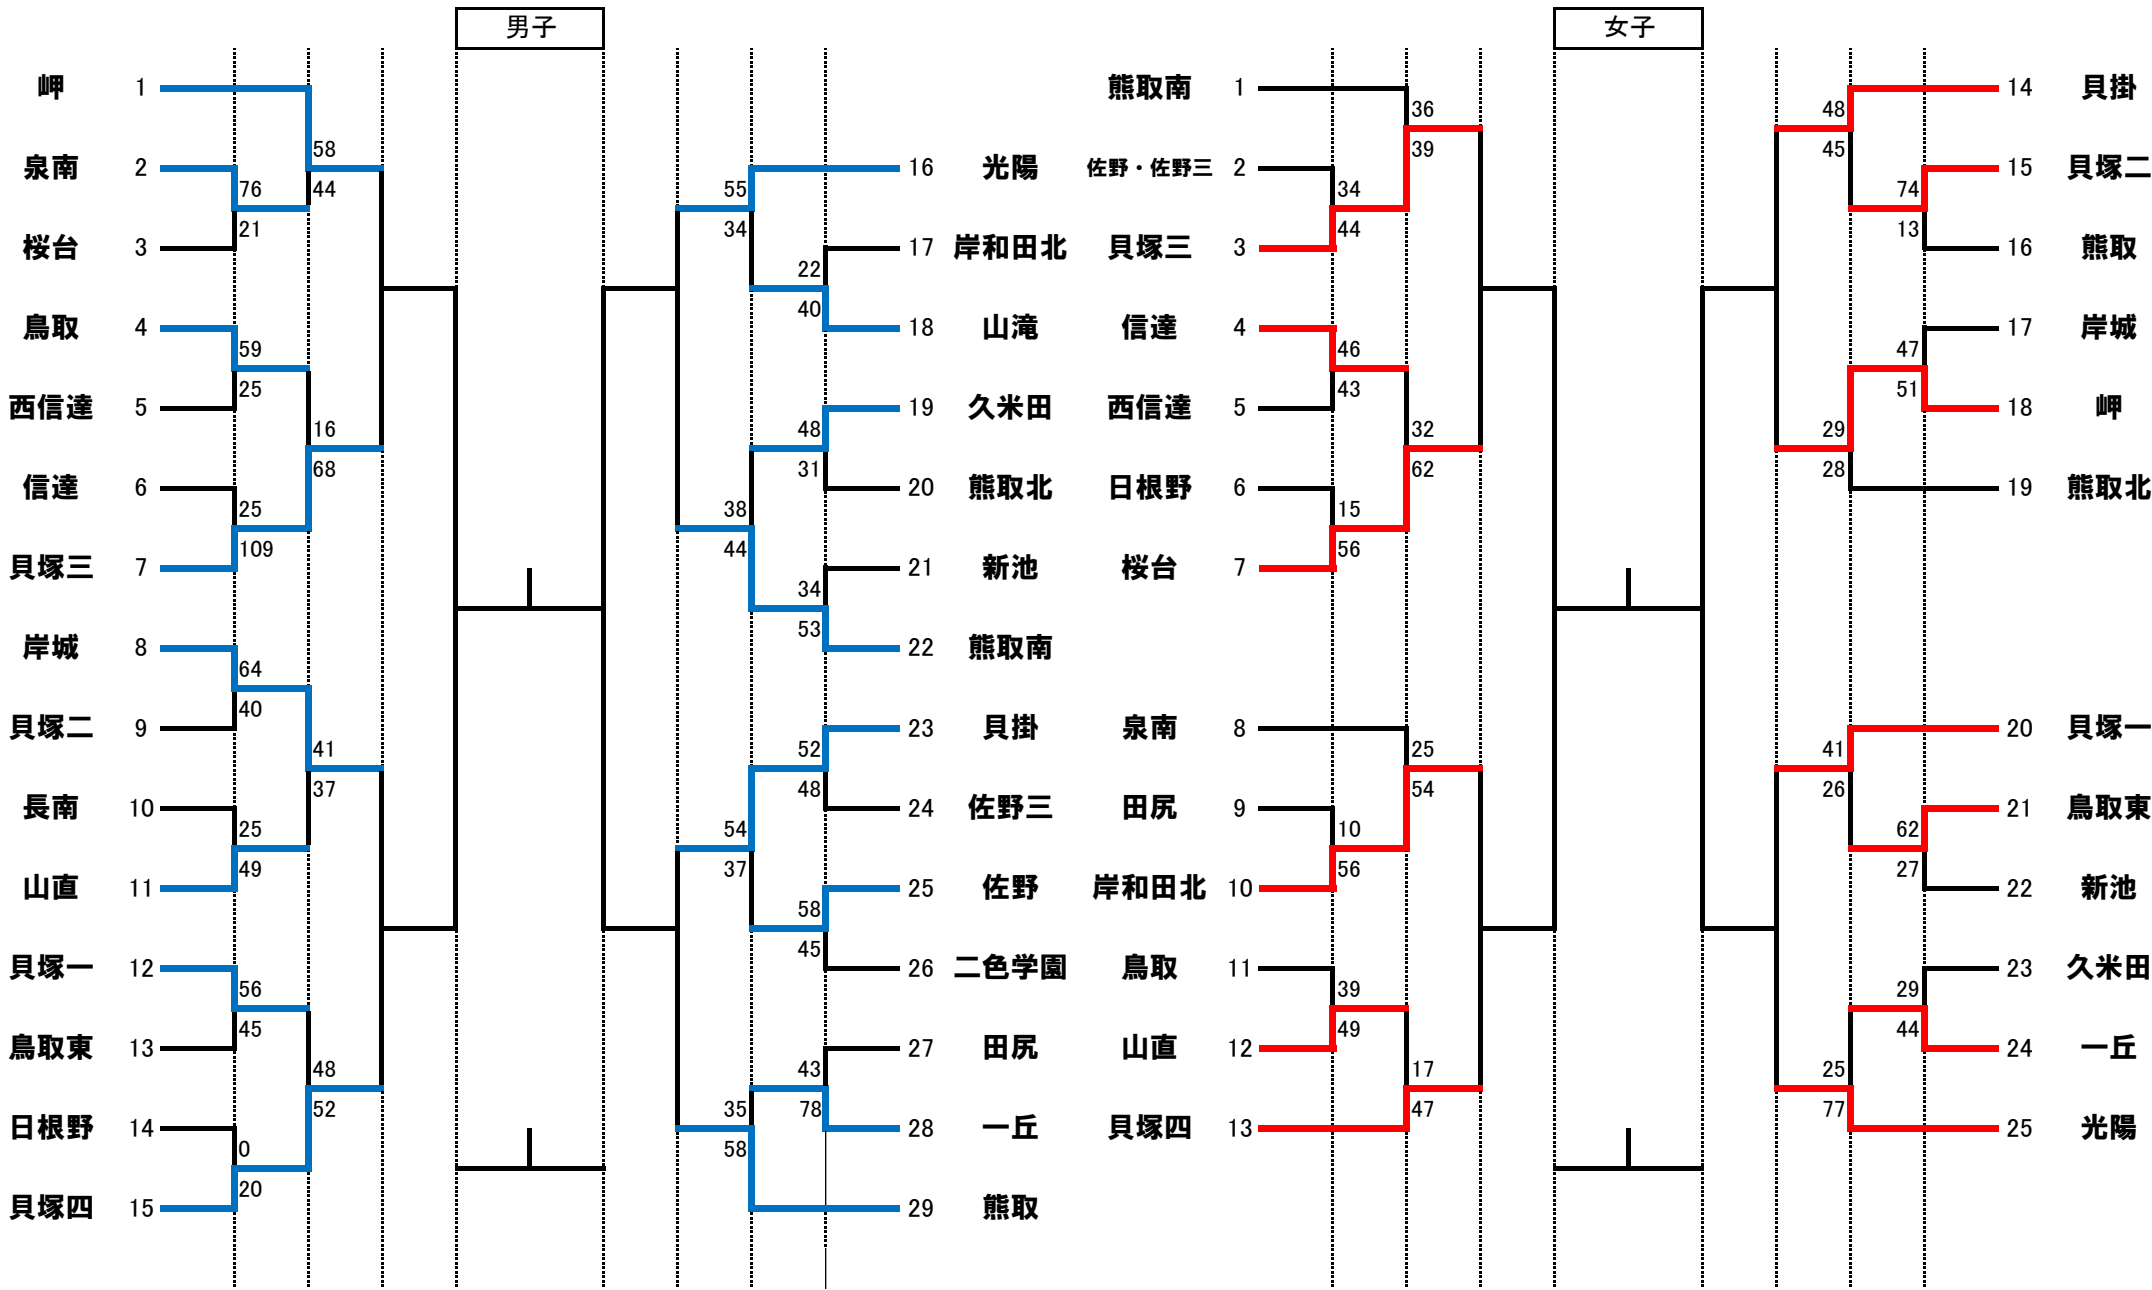 男子
岬 1
泉南 2
桜台 3
鳥取 4
西信達 5
信達 6
貝塚三 7
岸城 8
貝塚二 9
長南 10
山直 11
貝塚一 12
鳥取東 13
日根野 14
貝塚四 15
76
21
59
25
25
109
64
40
25
49
56
45
0
20
58
44
16
68
41
37
48
52
55
34
38
44
54
37
35
58
22
40
48
31
34
53
52
48
58
45
43
78
16 光陽
17 岸和田北
18 山滝
19 久米田
20 熊取北
21 新池
22 熊取南
23 貝掛
24 佐野三
25 佐野
26 二色学園
27 田尻
28 一丘
29 熊取
女子
熊取南 1
佐野・佐野三 2
貝塚三 3
信達 4
西信達 5
日根野 6
桜台 7
泉南 8
田尻 9
岸和田北 10
鳥取 11
山直 12
貝塚四 13
34
44
46
43
15
56
10
56
39
49
36
39
32
62
25
54
17
47
48
45
29
28
41
26
25
77
74
13
47
51
62
27
29
44
14 貝掛
15 貝塚二
16 熊取
17 岸城
18 岬
19 熊取北
20 貝塚一
21 鳥取東
22 新池
23 久米田
24 一丘
25 光陽